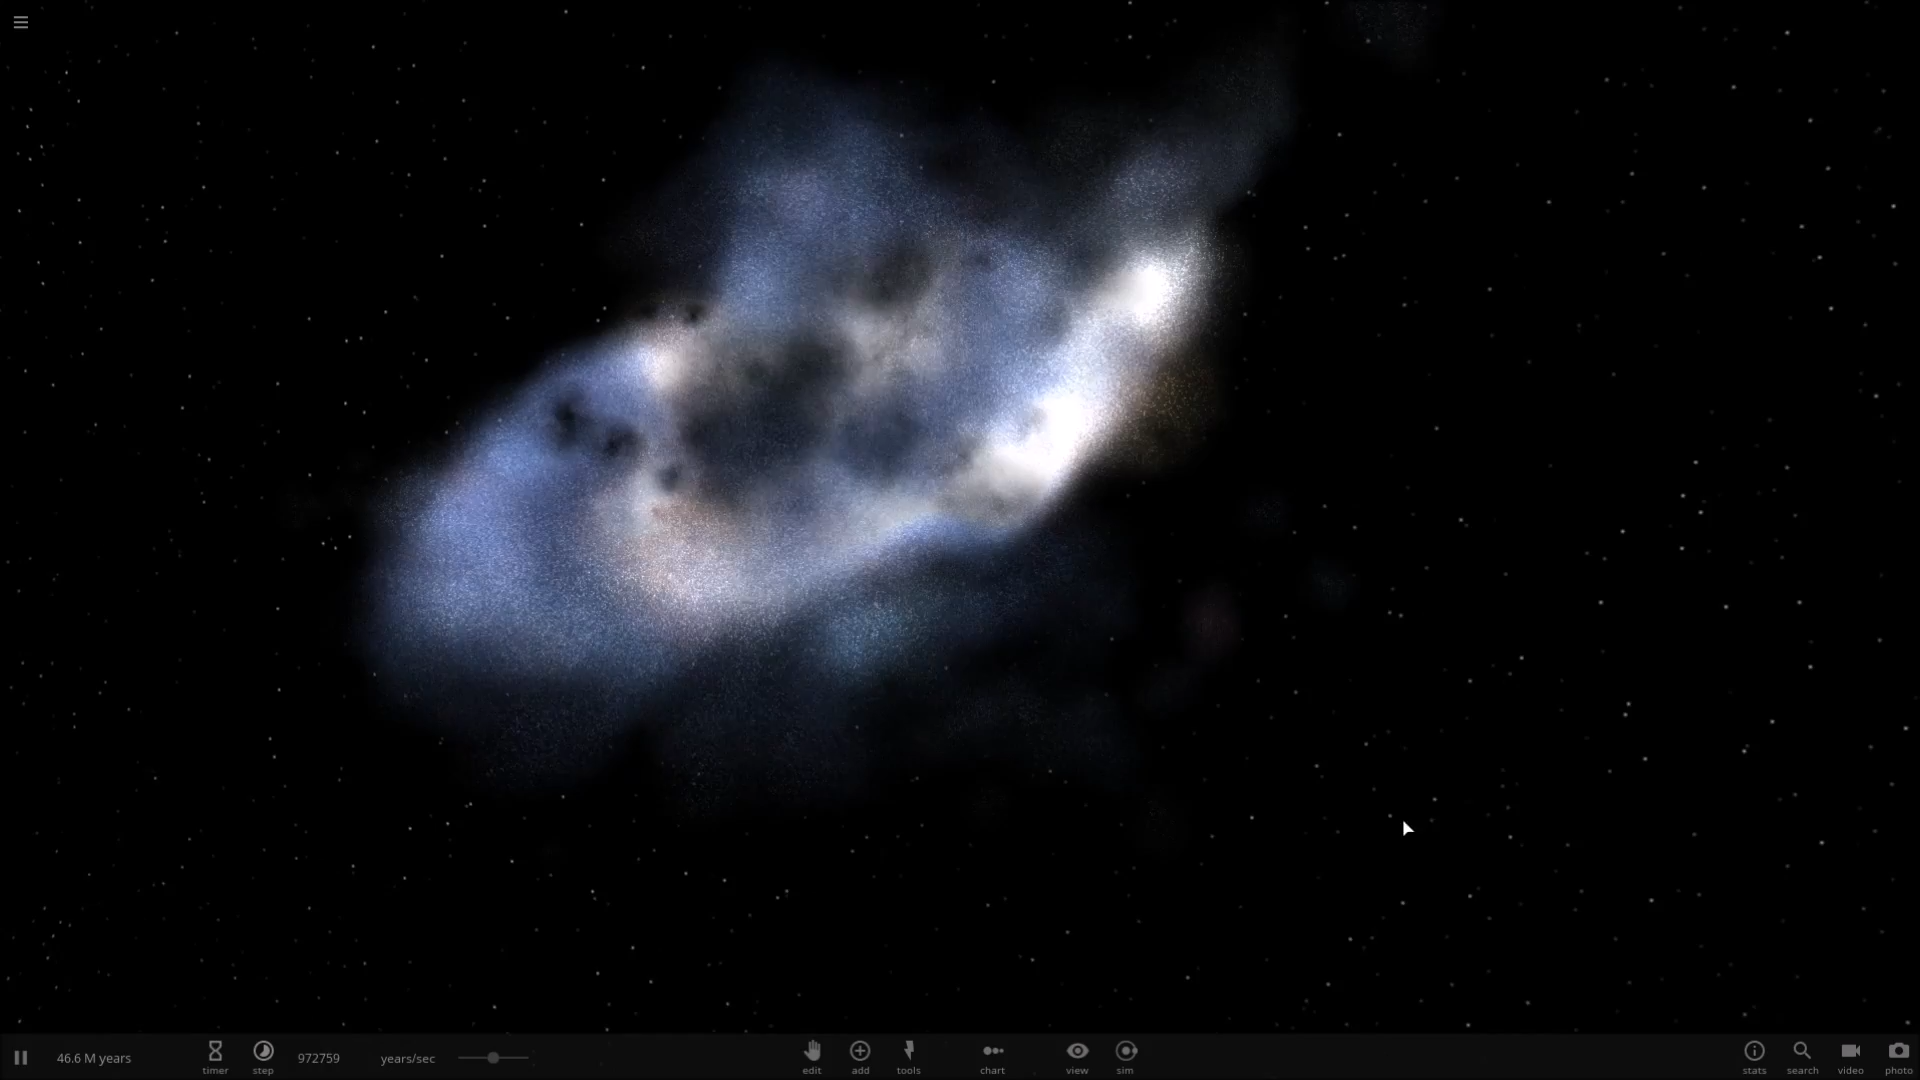 46.6 M years
timer
step
972759
years/sec
edit
add
tools
chart
view
sim
stats
search
video
photo